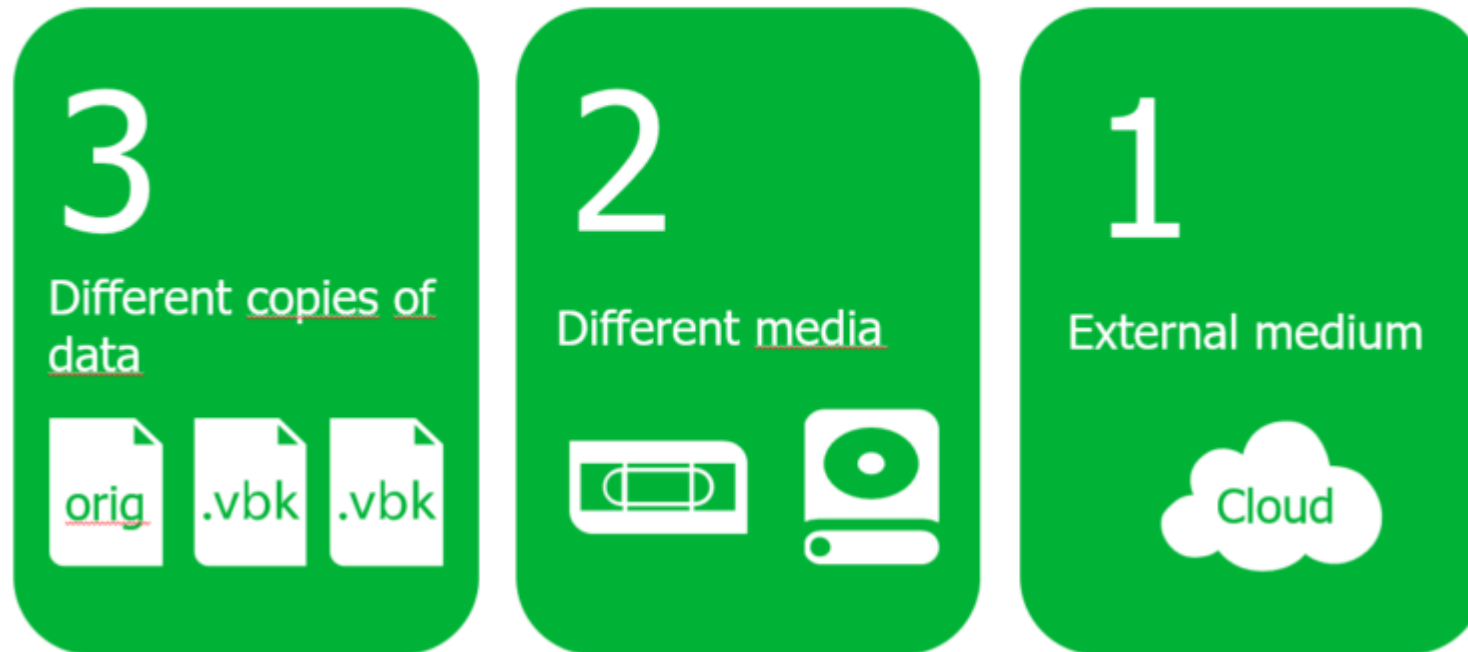 3
Different copies of
data
orig
.vbk
.vbk
2
Different media
1
External medium
Cloud